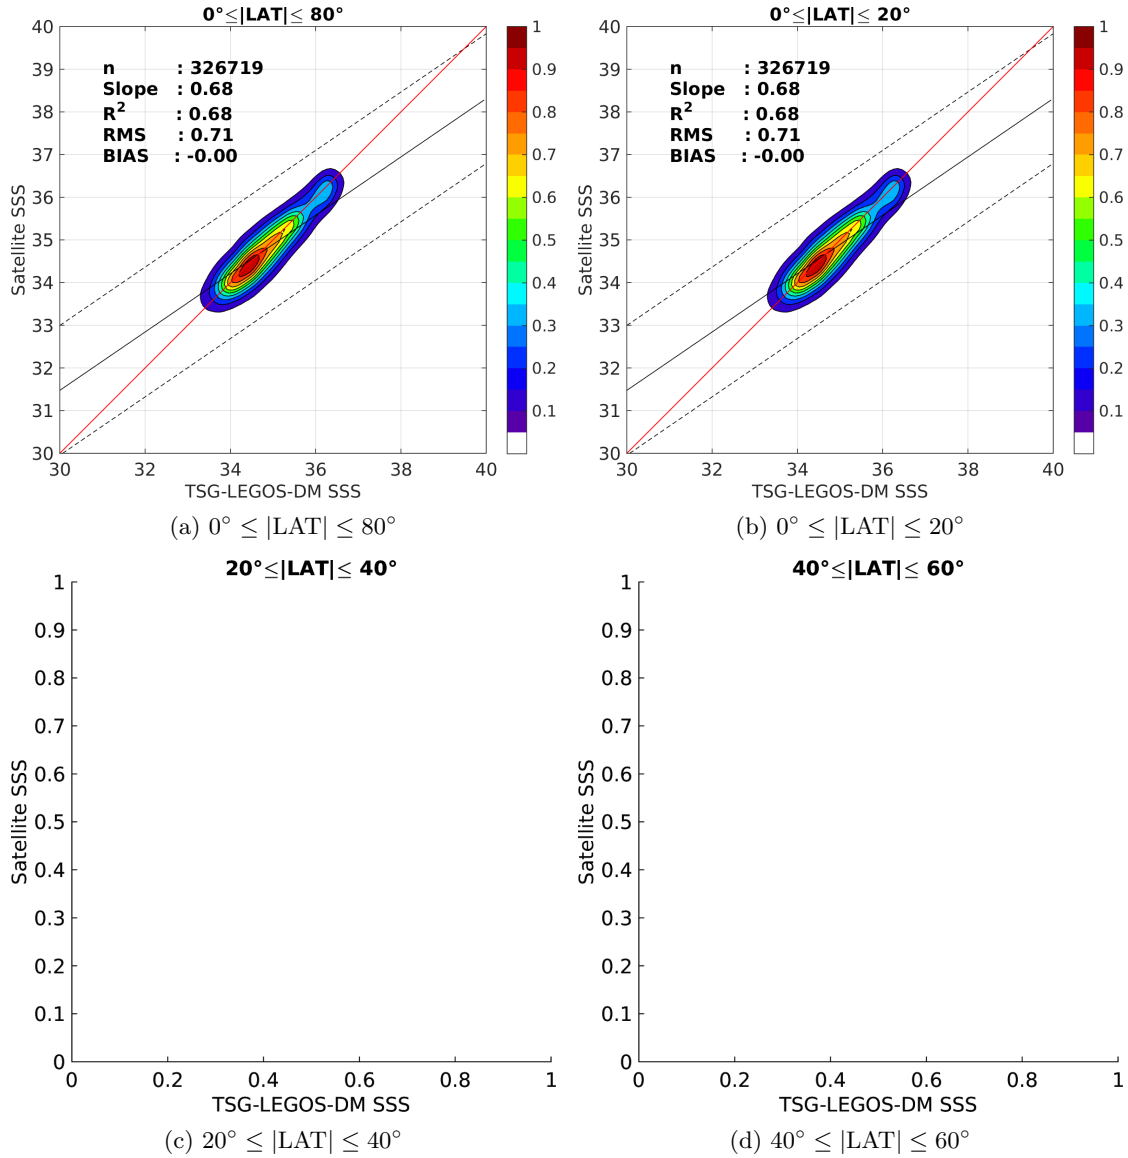 0°≤|LAT|≤ 80°
40
39
38
37
36
35
34
33
32
31
30
Satellite SSS
n : 326719
Slope : 0.68
R2 : 0.68
RMS : 0.71
BIAS : -0.00
30 32 34 36 38 40
TSG-LEGOS-DM SSS
1
0.9
0.8
0.7
0.6
0.5
0.4
0.3
0.2
0.1
(a) 0° ≤ |LAT| ≤ 80°
0°≤|LAT|≤ 20°
40
39
38
37
36
35
34
33
32
31
30
Satellite SSS
n : 326719
Slope : 0.68
R2 : 0.68
RMS : 0.71
BIAS : -0.00
30 32 34 36 38 40
TSG-LEGOS-DM SSS
1
0.9
0.8
0.7
0.6
0.5
0.4
0.3
0.2
0.1
(b) 0° ≤ |LAT| ≤ 20°
20°≤|LAT|≤ 40°
1
0.9
0.8
0.7
0.6
0.5
0.4
0.3
0.2
0.1
0
Satellite SSS
0 0.2 0.4 0.6 0.8 1
TSG-LEGOS-DM SSS
(c) 20° ≤ |LAT| ≤ 40°
40°≤|LAT|≤ 60°
1
0.9
0.8
0.7
0.6
0.5
0.4
0.3
0.2
0.1
0
Satellite SSS
0 0.2 0.4 0.6 0.8 1
TSG-LEGOS-DM SSS
(d) 40° ≤ |LAT| ≤ 60°